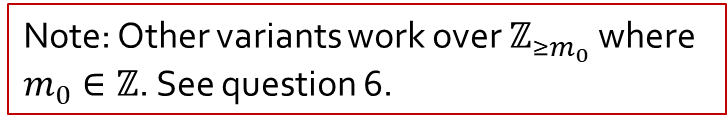 Note: Other variants work over ℤ≥m₀ where
m₀ ∈ ℤ. See question 6.